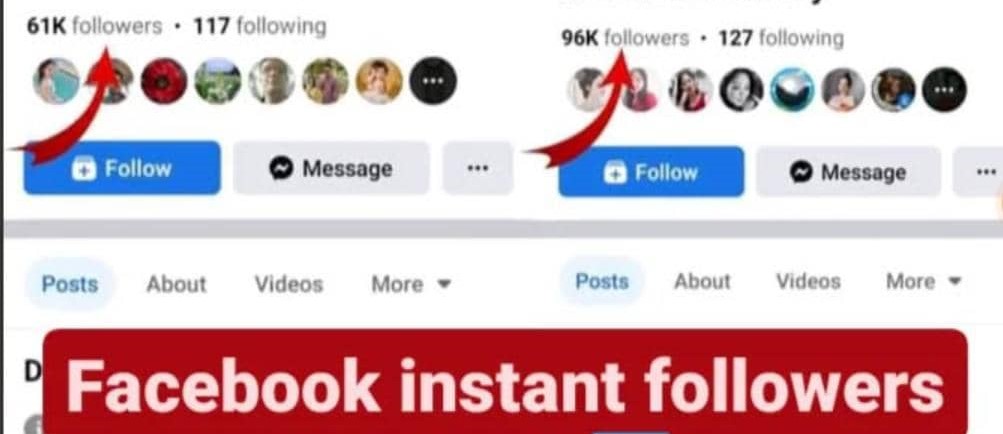 61K followers • 117 following
Follow
Message
Posts
About
Videos
More
96K followers • 127 following
Follow
Message
Posts
About
Videos
More
D
Facebook instant followers